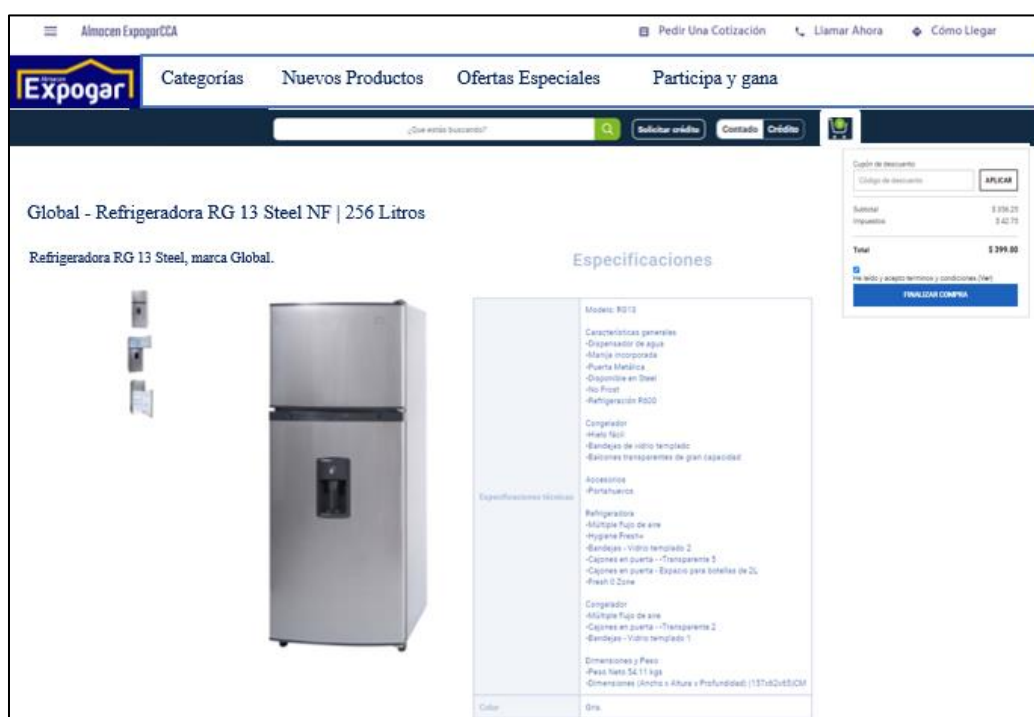 Almacen ExpogarCCA
Pedir Una Cotización
Llamar Ahora
Cómo Llegar
Almacen
Expogar
Categorías
Nuevos Productos
Ofertas Especiales
Participa y gana
¿Que estás buscando?
Solicitar crédito
Contado Crédito
Cupón de descuento
Código de descuento
APLICAR
Subtotal $ 356.25
Impuestos $ 42.75
Total $ 399.00
He leído y acepto terminos y condiciones (Ver)
FINALIZAR COMPRA
Global - Refrigeradora RG 13 Steel NF | 256 Litros
Refrigeradora RG 13 Steel, marca Global.
Especificaciones
Especificaciones técnicas
Modelo: RG13
Características generales
-Dispensador de agua
-Manija incorporada
-Puerta Metálica
-Disponible en Steel
-No Frost
-Refrigeración R600
Congelador
-Hielo fácil
-Bandejas de vidrio templado
-Balcones transparentes de gran capacidad
Accesorios
-Portahuevos
Refrigeradora
-Múltiple flujo de aire
-Hygiene Fresh+
-Bandejas - Vidrio templado 2
-Cajones en puerta - -Transparente 5
-Cajones en puerta - Espacio para botellas de 2L
-Fresh 0 Zone
Congelador
-Múltiple flujo de aire
-Cajones en puerta - -Transparente 2
-Bandejas - Vidrio templado 1
Dimensiones y Peso
-Peso Neto 54.11 kgs
-Dimensiones (Ancho x Altura x Profundidad) (157x62x65)CM
Color
Gris.